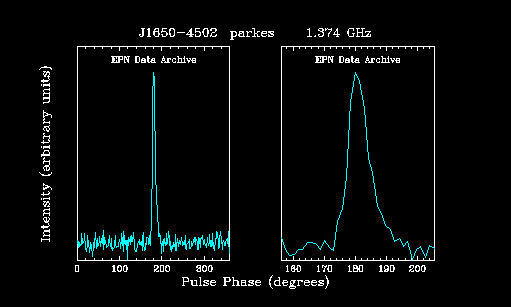 J1650-4502 parkes 1.374 GHz
EPN Data Archive
EPN Data Archive
Intensity (arbitrary units)
0 100 200 300
160 170 180 190 200
Pulse Phase (degrees)